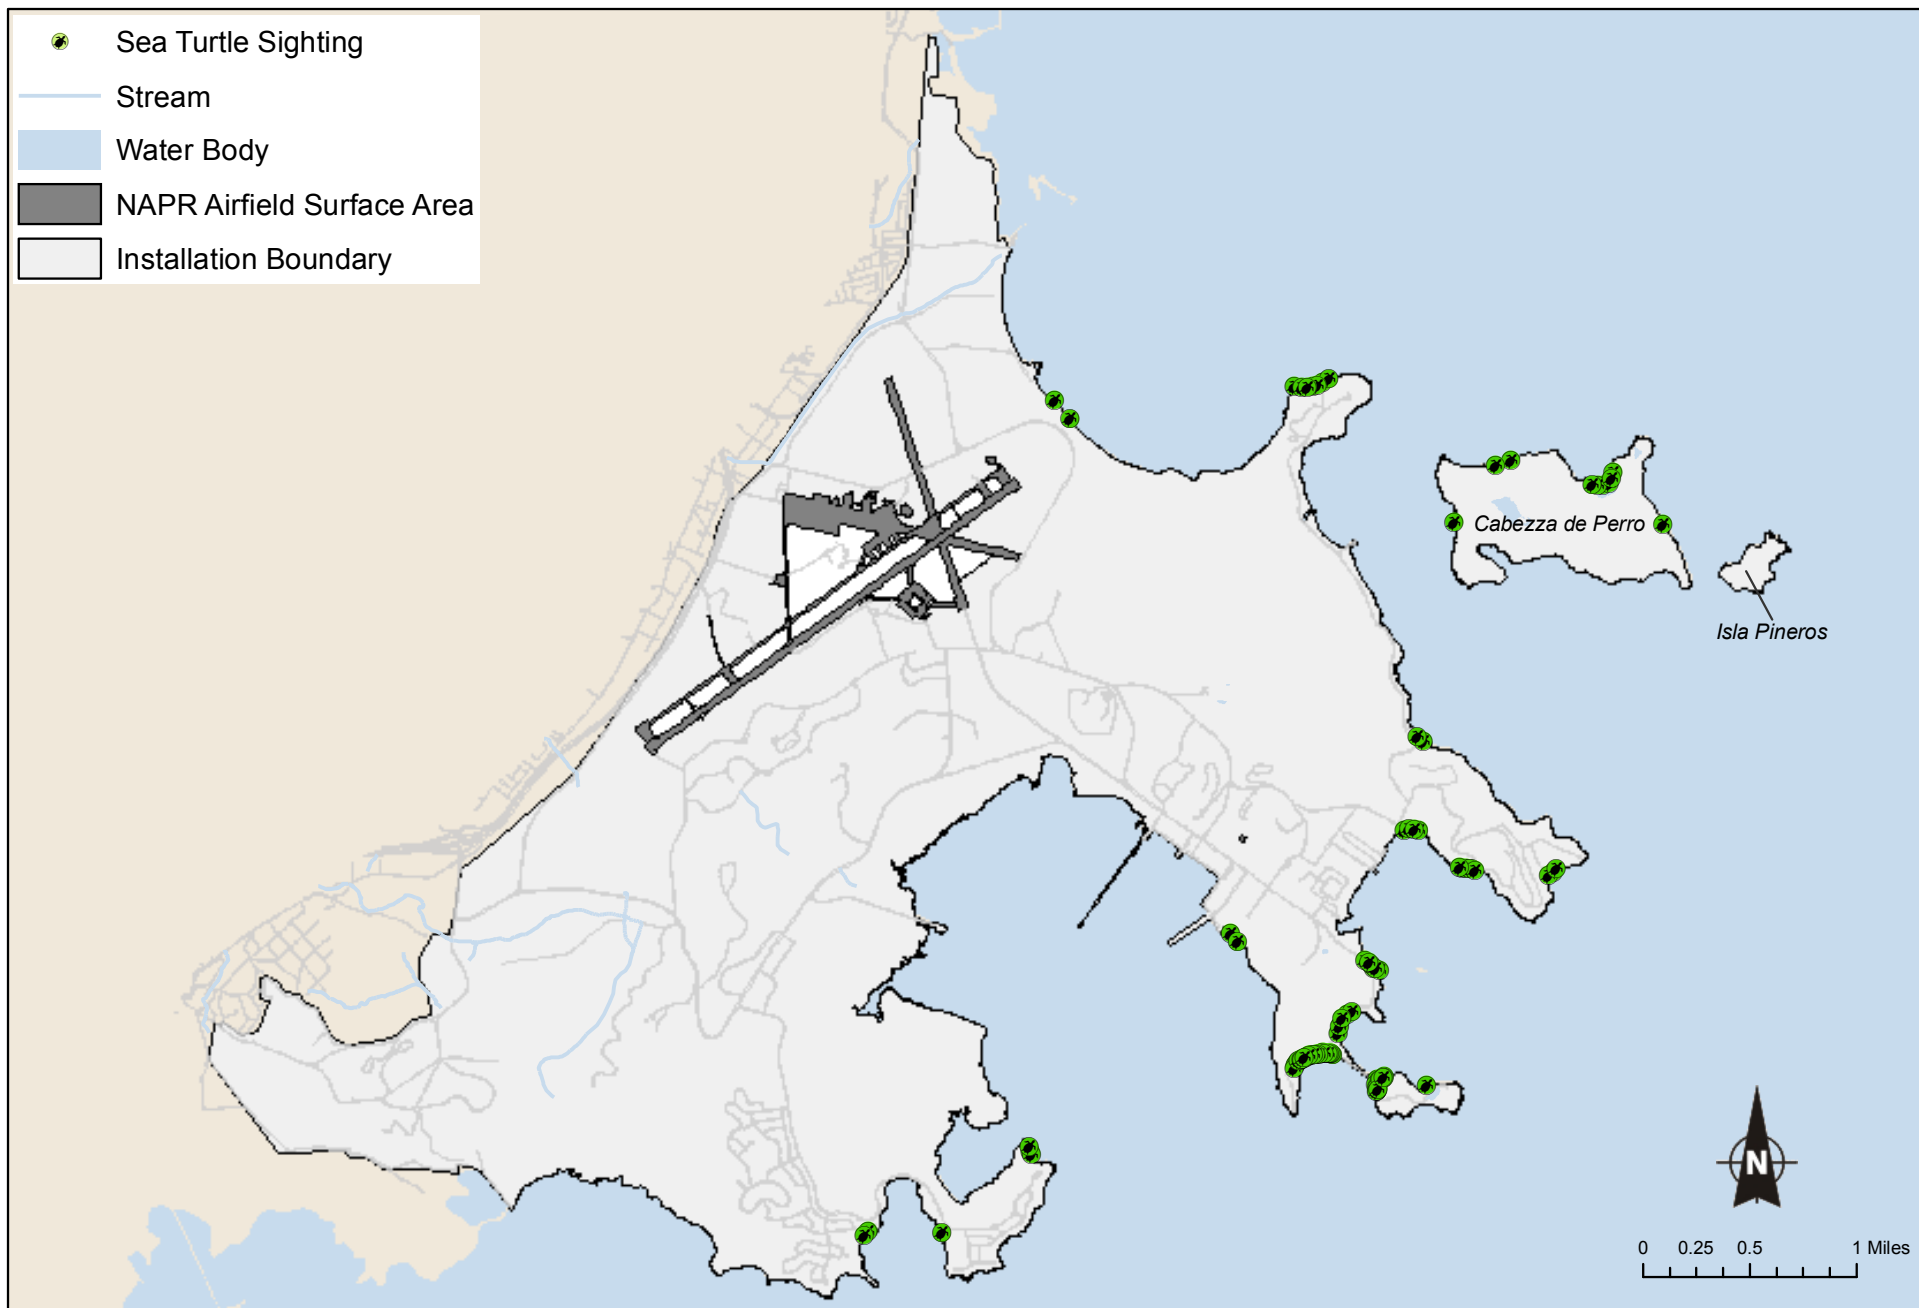 Sea Turtle Sighting
Stream
Water Body
NAPR Airfield Surface Area
Installation Boundary
Cabezza de Perro
Isla Pineros
N
0 0.25 0.5 1 Miles